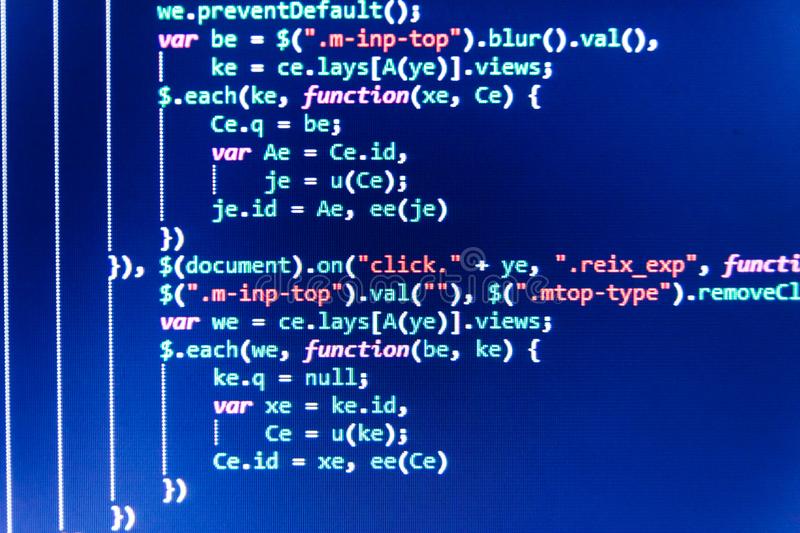 we.preventDefault();
var be = $(".m-inp-top").blur().val(),
ke = ce.lays[A(ye)].views;
$.each(ke, function(xe, Ce) {
Ce.q = be;
var Ae = Ce.id,
je = u(Ce);
je.id = Ae, ee(je)
})
}), $(document).on("click." + ye, ".reix_exp", functi
$(".m-inp-top").val(""), $(".mtop-type").removeCl
var we = ce.lays[A(ye)].views;
$.each(we, function(be, ke) {
ke.q = null;
var xe = ke.id,
Ce = u(ke);
Ce.id = xe, ee(Ce)
})
})
dreamstime